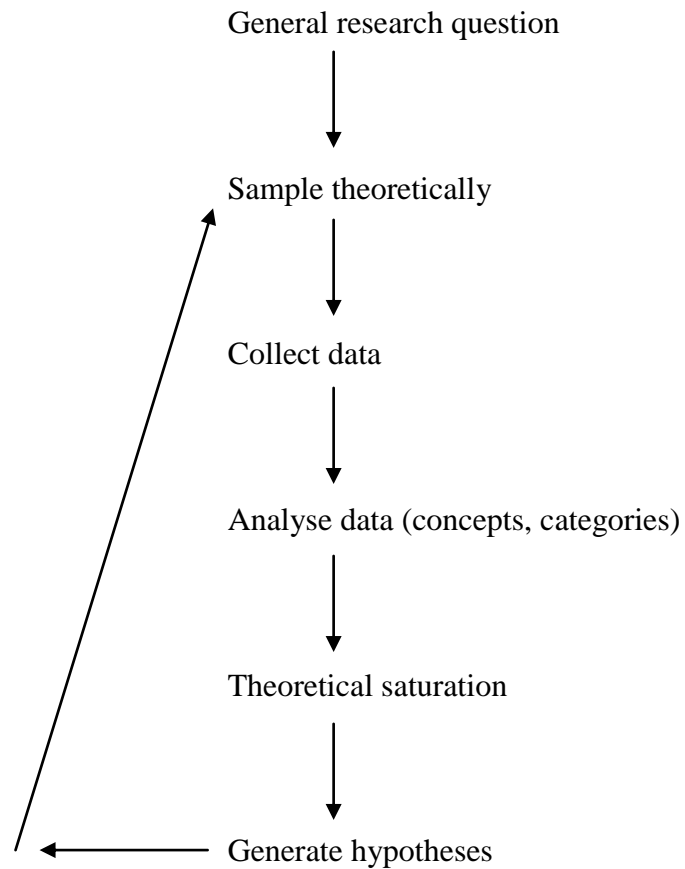 General research question
Sample theoretically
Collect data
Analyse data (concepts, categories)
Theoretical saturation
Generate hypotheses